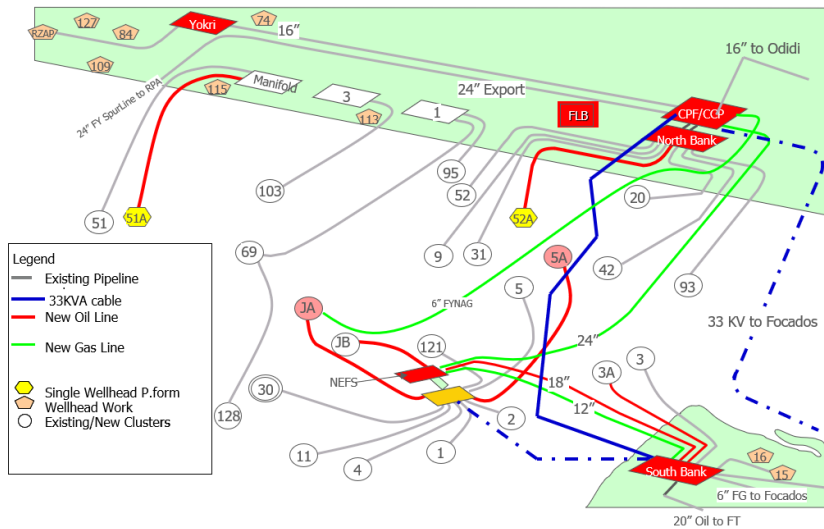 127
74
RZAP
84
Yokri
16”
16” to Odidi
109
24” FY SpurLine to RPA
115
Manifold
3
1
113
24” Export
FLB
CPF/CGP
North Bank
103
95
52
20
51
51A
52A
69
9
31
42
93
5A
5
Legend
Existing Pipeline
33KVA cable
New Oil Line
New Gas Line
Single Wellhead P.form
Wellhead Work
Existing/New Clusters
6” FYNAG
JA
JB
121
24”
33 KV to Focados
NEFS
18”
3A
3
12”
30
128
2
11
4
1
16
15
South Bank
6” FG to Focados
20” Oil to FT